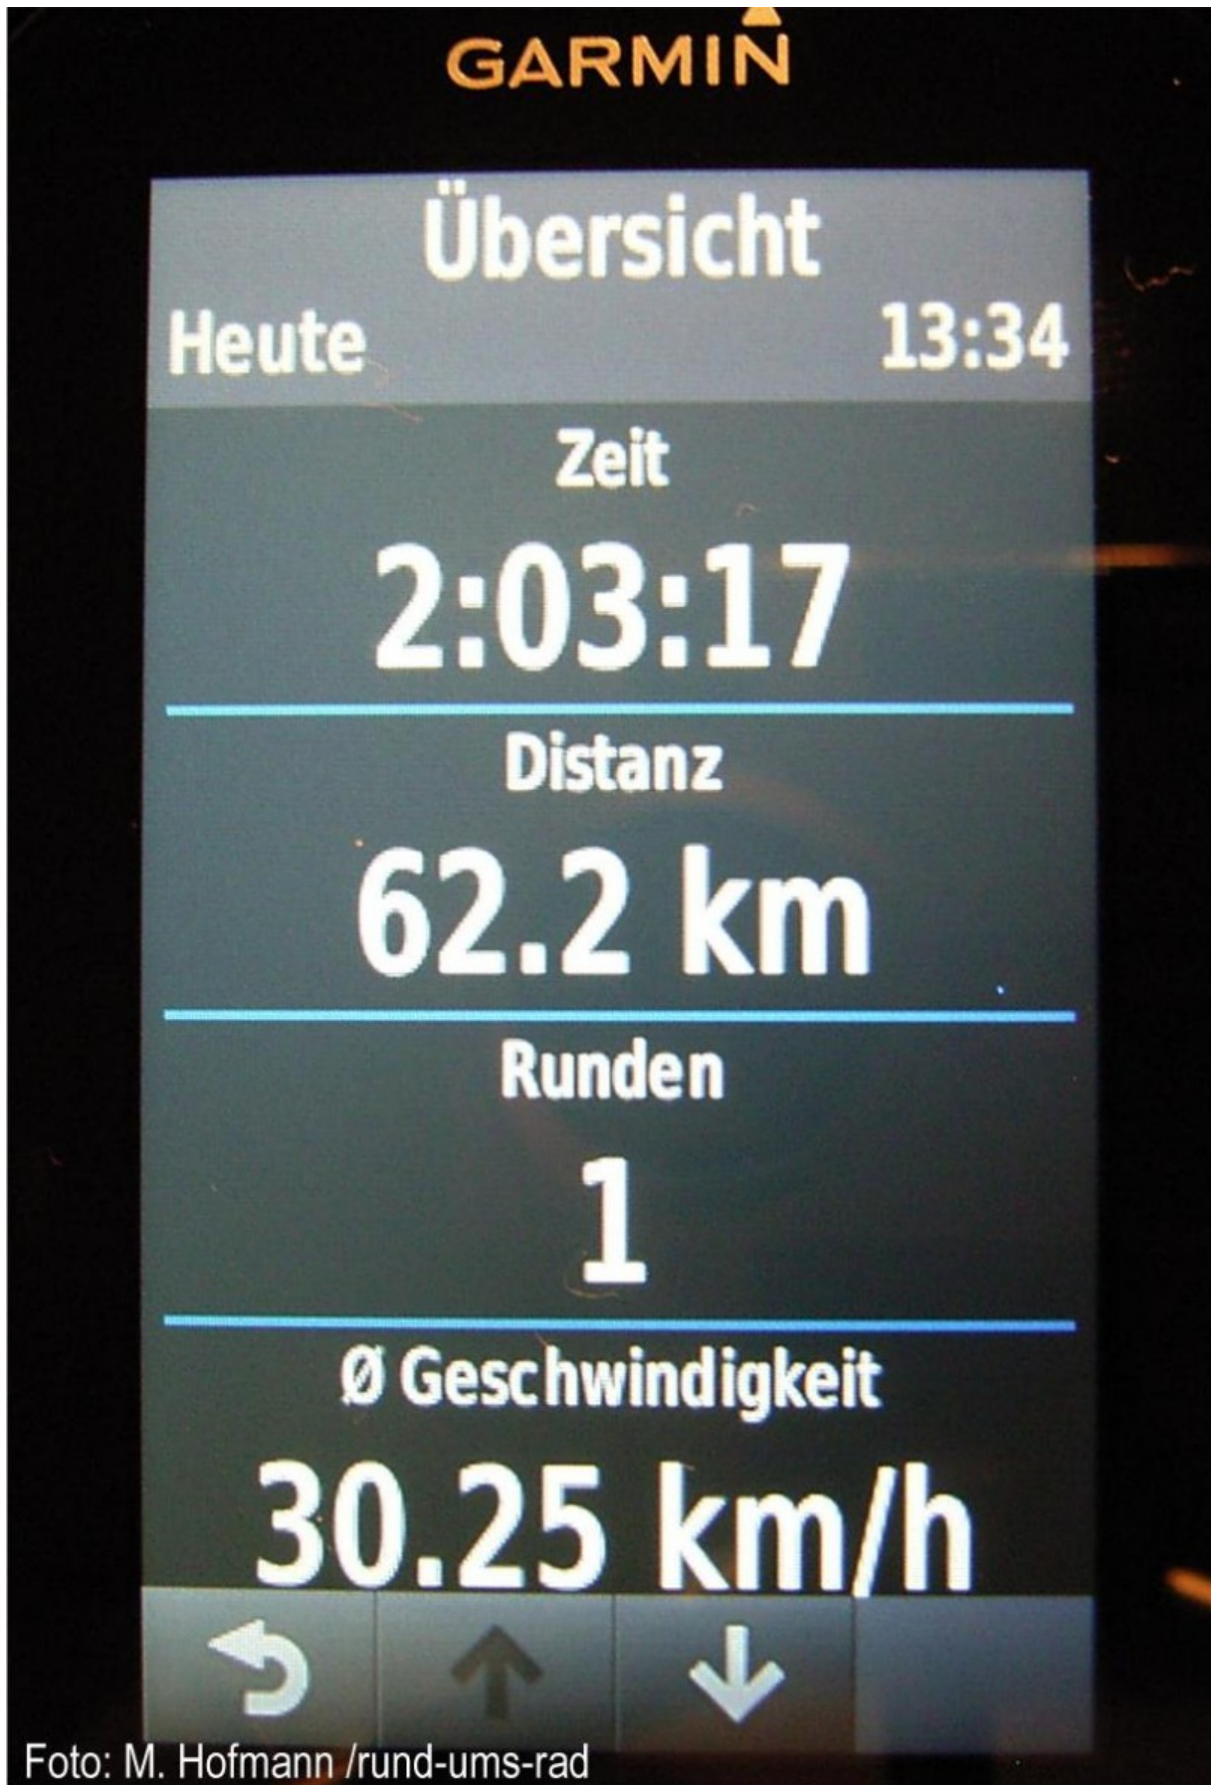 GARMIN
Übersicht
Heute 13:34
Zeit
2:03:17
Distanz
62.2 km
Runden
1
Ø Geschwindigkeit
30.25 km/h
Foto: M. Hofmann /rund-ums-rad